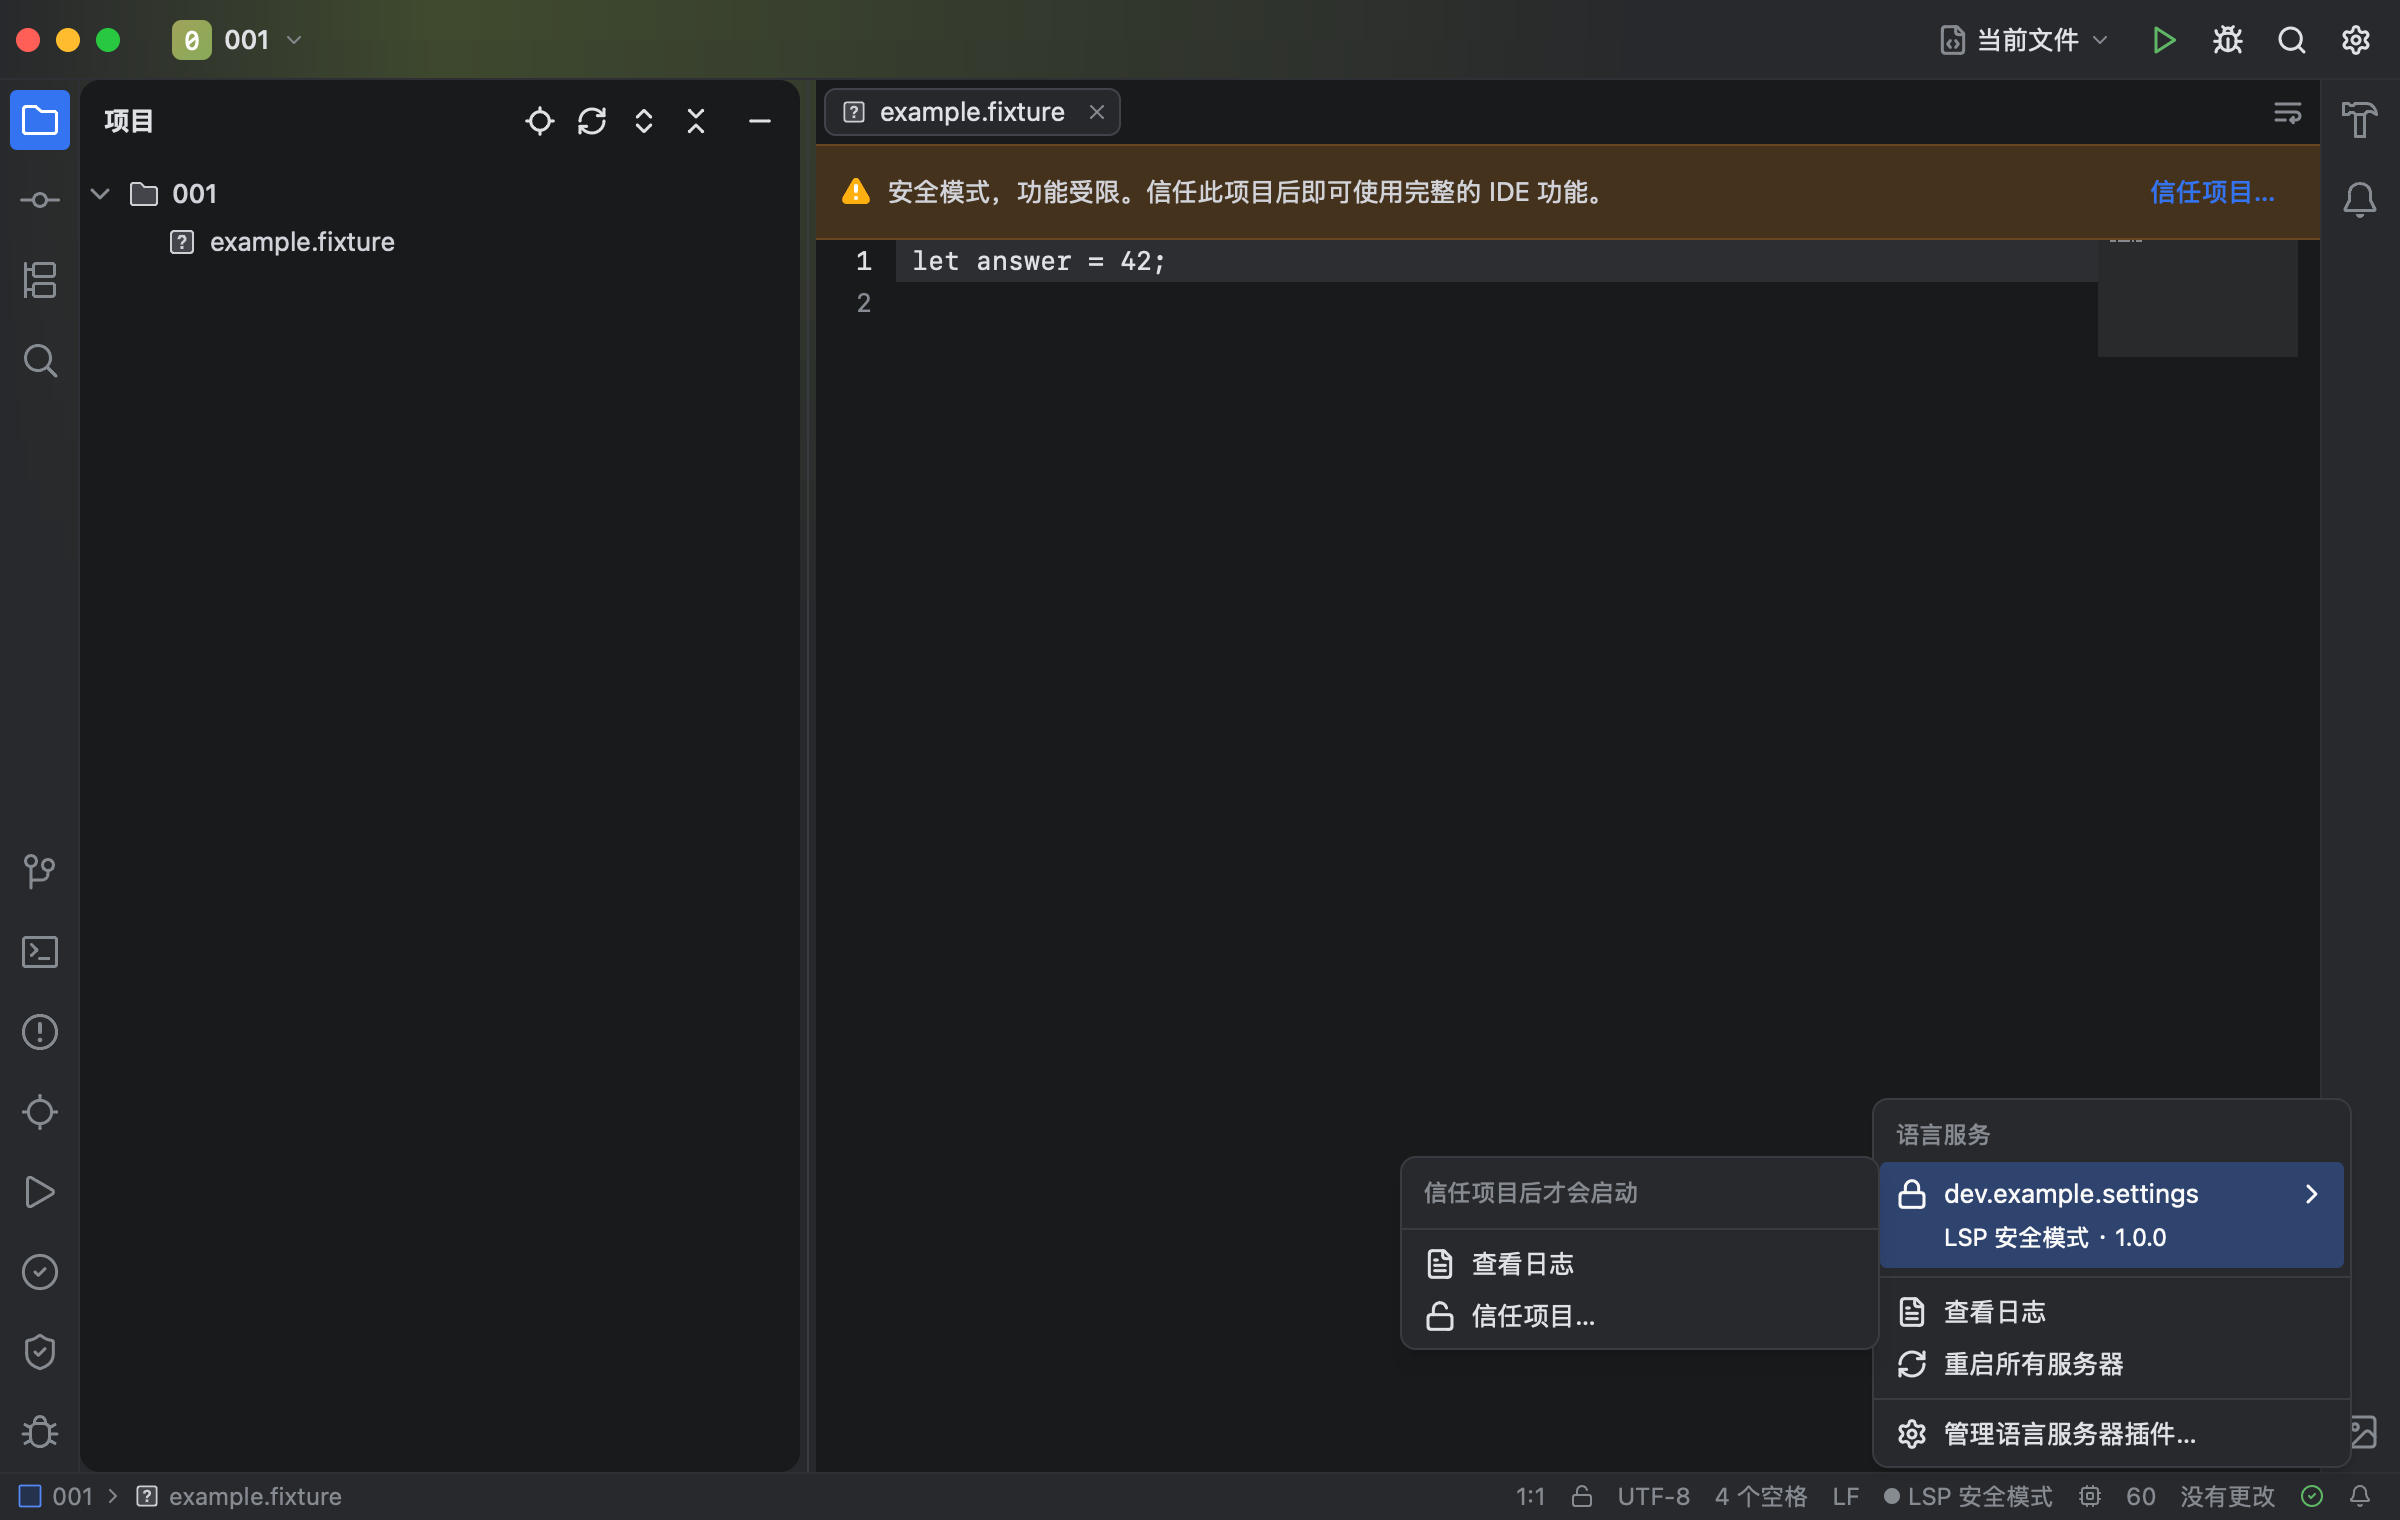 0 001
当前文件
项目
001
example.fixture
example.fixture
安全模式，功能受限。信任此项目后即可使用完整的 IDE 功能。
信任项目...
1 let answer = 42;
2
语言服务
dev.example.settings
LSP 安全模式 · 1.0.0
查看日志
重启所有服务器
管理语言服务器插件...
信任项目后才会启动
查看日志
信任项目...
001 > example.fixture
1:1 UTF-8 4 个空格 LF LSP 安全模式 60 没有更改